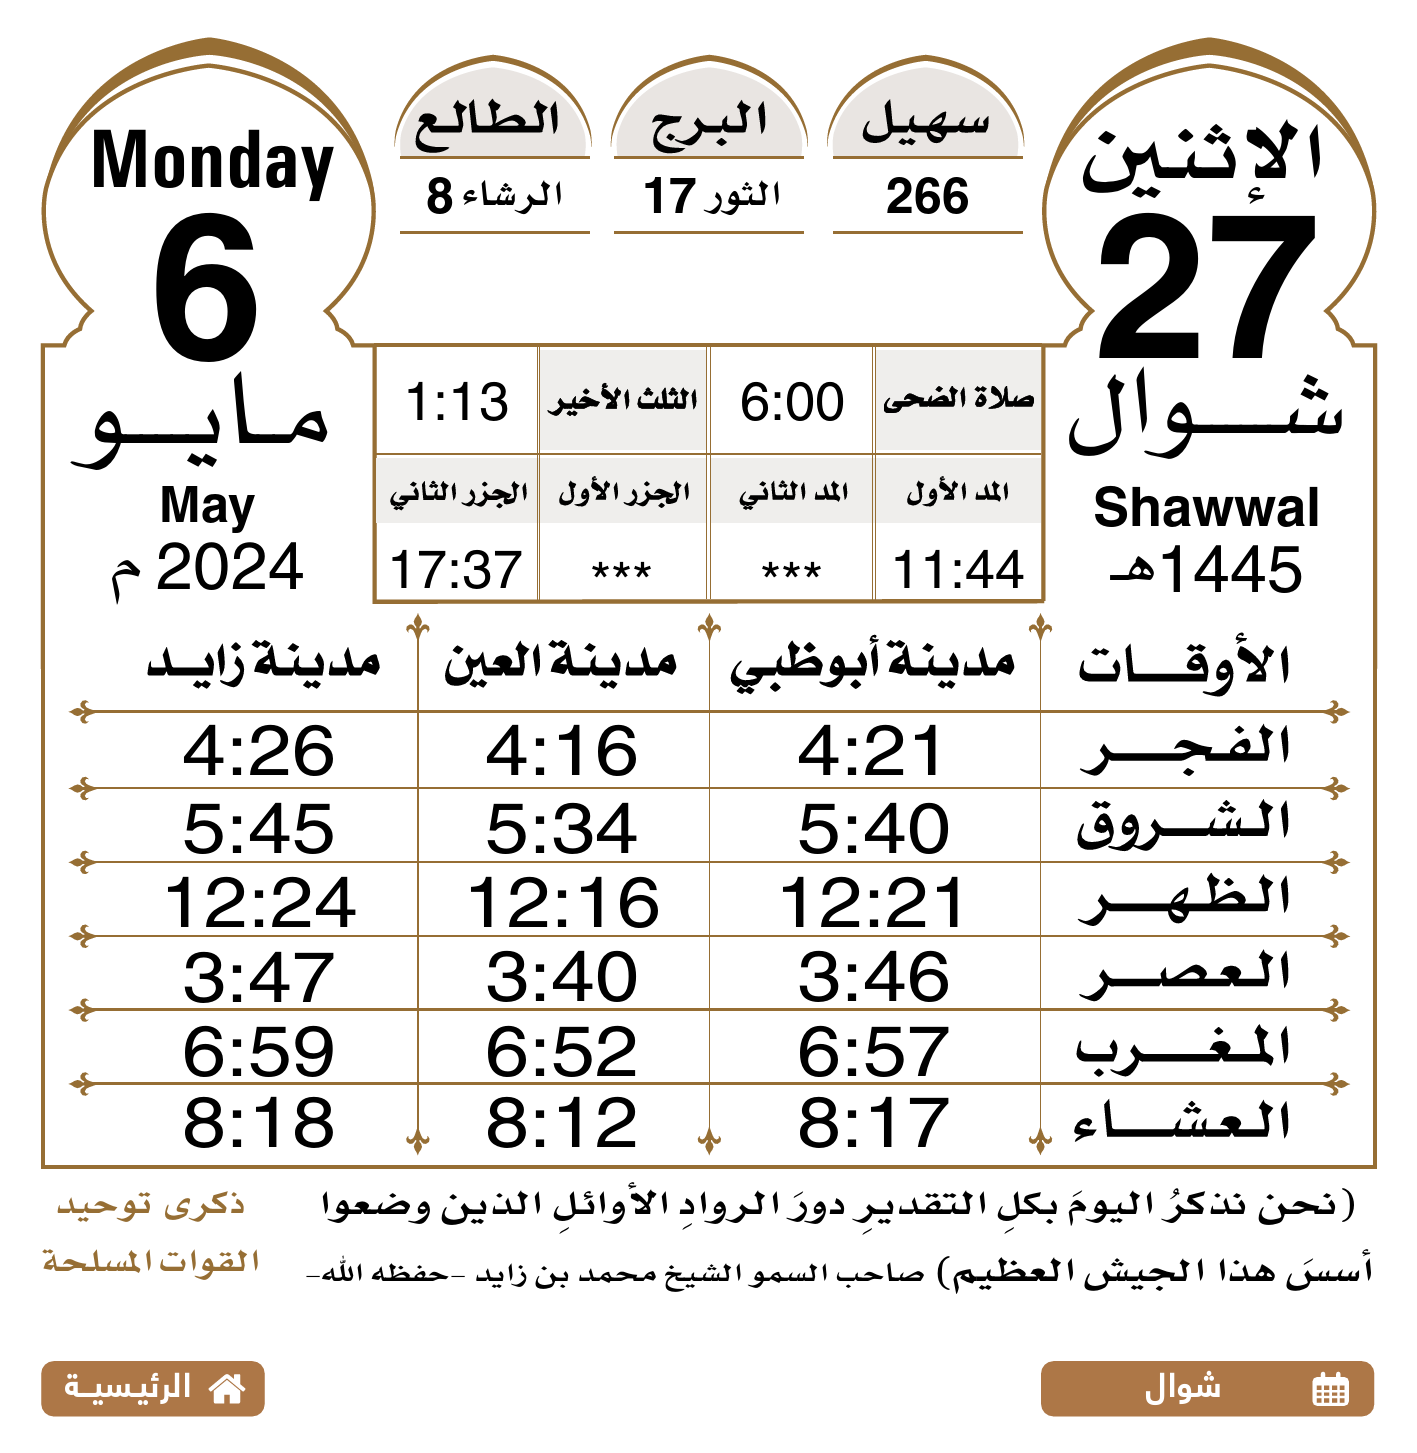 الإثنين
27
شوال
Shawwal
1445هـ
سهيل
266
البرج
الثور 17
الطالع
الرشاء 8
Monday
6
مايو
May
2024 م
صلاة الضحى 6:00 الثلث الأخير 1:13
المد الأول المد الثاني الجزر الأول الجزر الثاني
11:44 *** *** 17:37
الأوقات مدينة أبوظبي مدينة العين مدينة زايد
الفجر 4:21 4:16 4:26
الشروق 5:40 5:34 5:45
الظهر 12:21 12:16 12:24
العصر 3:46 3:40 3:47
المغرب 6:57 6:52 6:59
العشاء 8:17 8:12 8:18
(نحن نذكرُ اليومَ بكلِ التقديرِ دورَ الروادِ الأوائلِ الذين وضعوا
أسسَ هذا الجيش العظيم) صاحب السمو الشيخ محمد بن زايد -حفظه الله-
ذكرى توحيد
القوات المسلحة
شوال
الرئيسية